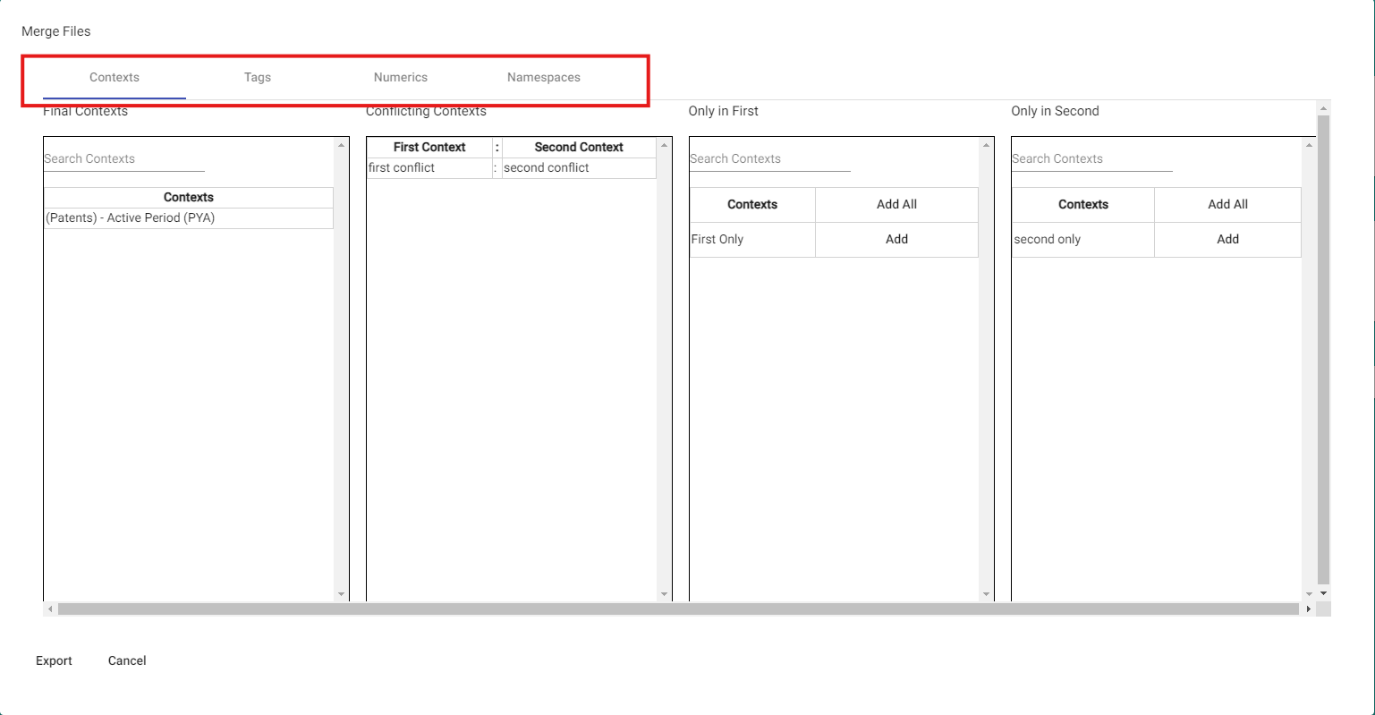 Merge Files
Contexts Tags Numerics Namespaces
Final Contexts
Search Contexts
Contexts
(Patents) - Active Period (PYA)
Conflicting Contexts
First Context : Second Context
first conflict : second conflict
Only in First
Search Contexts
Contexts Add All
First Only Add
Only in Second
Search Contexts
Contexts Add All
second only Add
Export Cancel